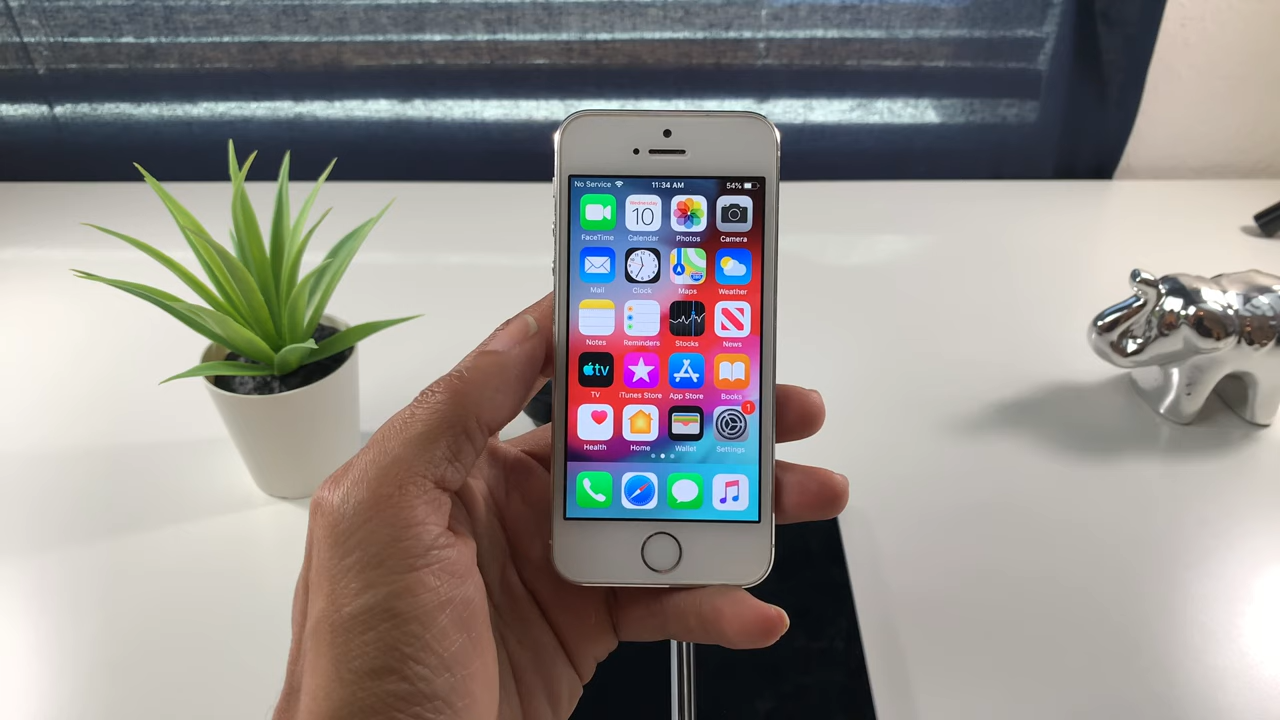 No Service 11:34 AM 54%
Wednesday
10
FaceTime Calendar Photos Camera
Mail Clock Maps Weather
Notes Reminders Stocks News
tv
TV iTunes Store App Store Books
1
Health Home Wallet Settings